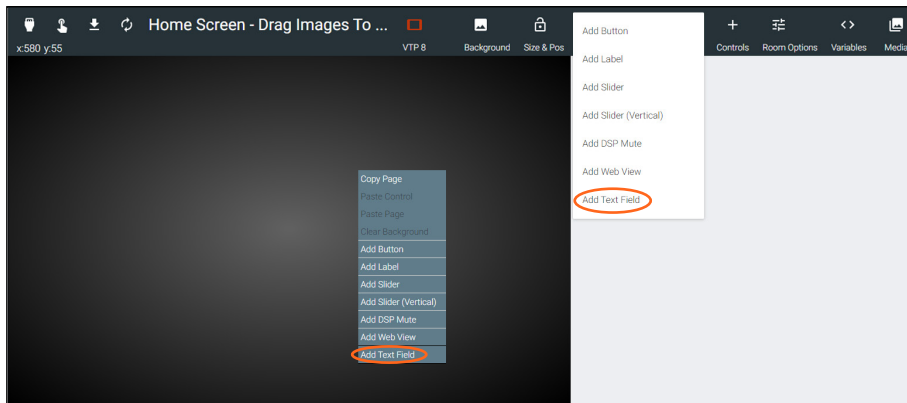 Home Screen - Drag Images To ...
x:580 y:55
VTP 8
Background
Size & Pos
Controls
Room Options
Variables
Media
Add Button
Add Label
Add Slider
Add Slider (Vertical)
Add DSP Mute
Add Web View
Add Text Field
Copy Page
Paste Control
Paste Page
Clear Background
Add Button
Add Label
Add Slider
Add Slider (Vertical)
Add DSP Mute
Add Web View
Add Text Field